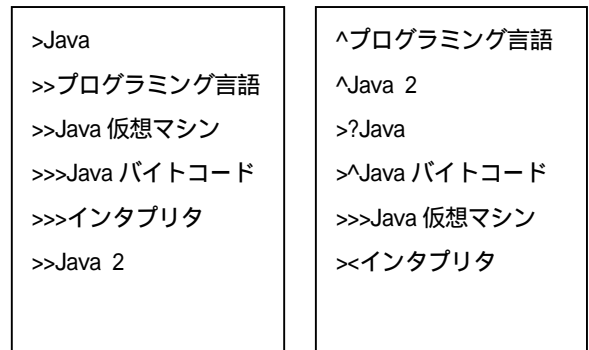 >Java
>>プログラミング言語
>>Java 仮想マシン
>>>Java バイトコード
>>>インタプリタ
>>Java 2
^プログラミング言語
^Java 2
>?Java
>^Java バイトコード
>>>Java 仮想マシン
><インタプリタ